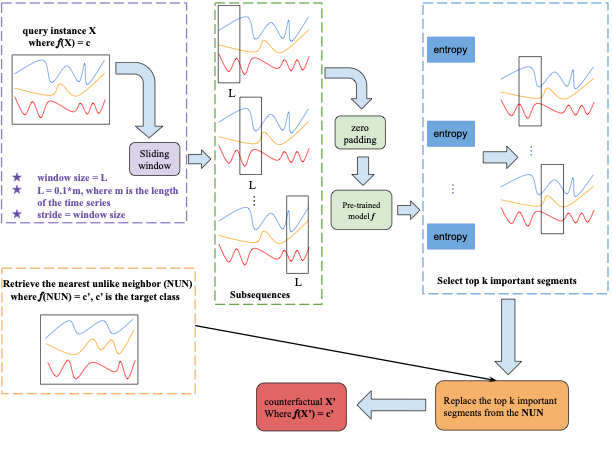 query instance X
where f(X) = c
Sliding
window
★ window size = L
★ L = 0.1*m, where m is the length
of the time series
★ stride = window size
L
L
⋮
L
Subsequences
zero
padding
Pre-trained
model f
entropy
entropy
⋮
entropy
⋮
Select top k important segments
Retrieve the nearest unlike neighbor (NUN)
where f(NUN) = c', c' is the target class
counterfactual X'
Where f(X') = c'
Replace the top k important
segments from the NUN